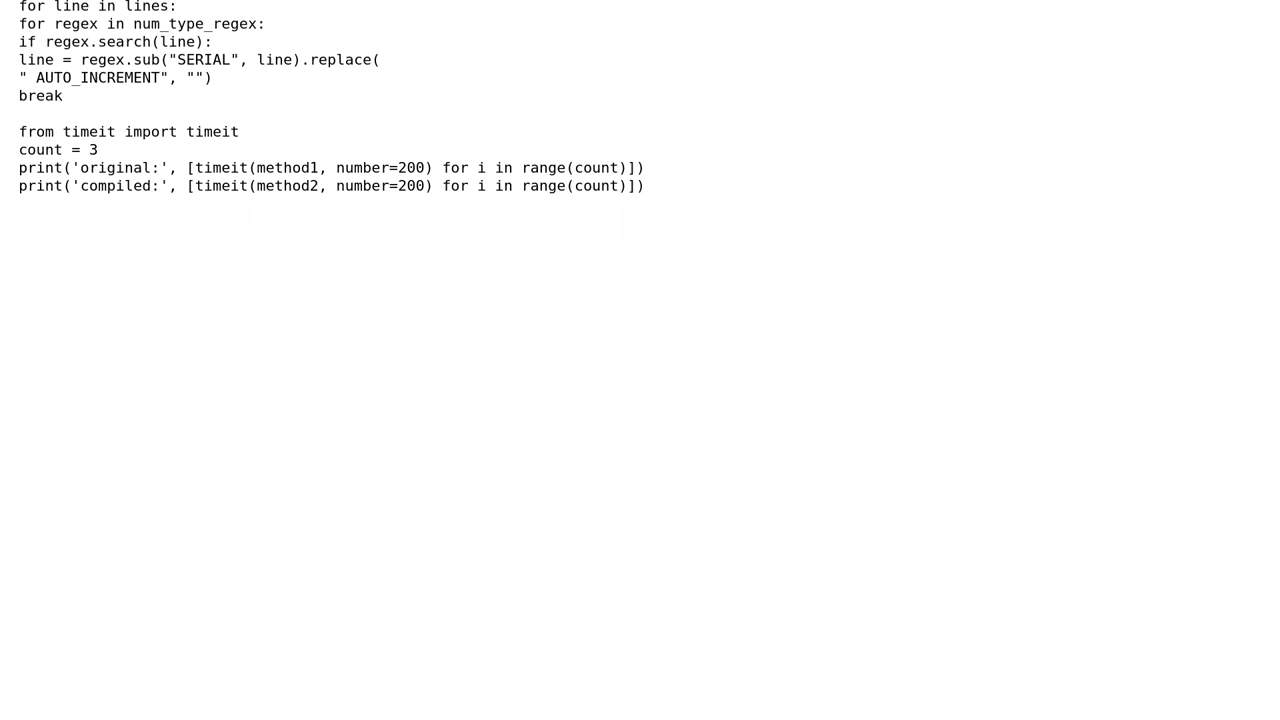 for line in lines:
for regex in num_type_regex:
if regex.search(line):
line = regex.sub("SERIAL", line).replace(
" AUTO_INCREMENT", "")
break
from timeit import timeit
count = 3
print('original:', [timeit(method1, number=200) for i in range(count)])
print('compiled:', [timeit(method2, number=200) for i in range(count)])